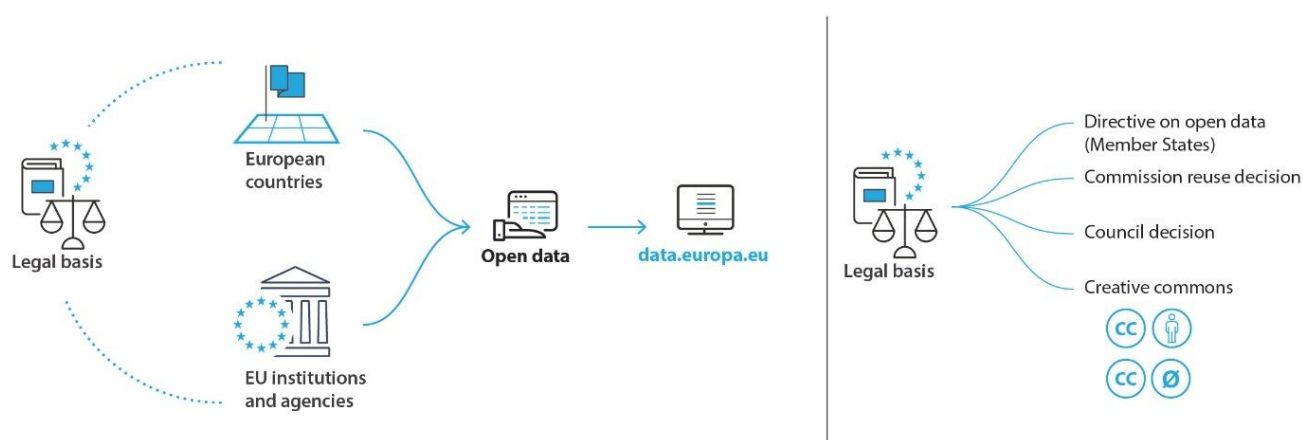 Legal basis
European
countries
EU institutions
and agencies
Open data
data.europa.eu
Legal basis
Directive on open data
(Member States)
Commission reuse decision
Council decision
Creative commons
CC
CC Ø